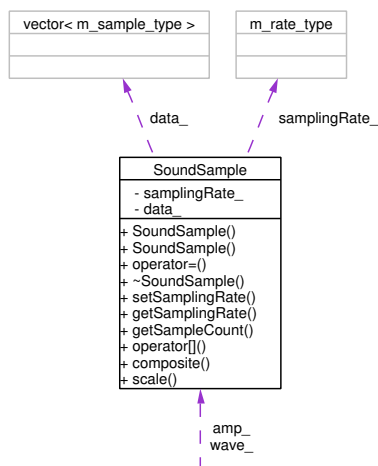 vector< m_sample_type >
m_rate_type
data_
samplingRate_
SoundSample
- samplingRate_
- data_
+ SoundSample()
+ SoundSample()
+ operator=()
+ ~SoundSample()
+ setSamplingRate()
+ getSamplingRate()
+ getSampleCount()
+ operator[]()
+ composite()
+ scale()
amp_
wave_